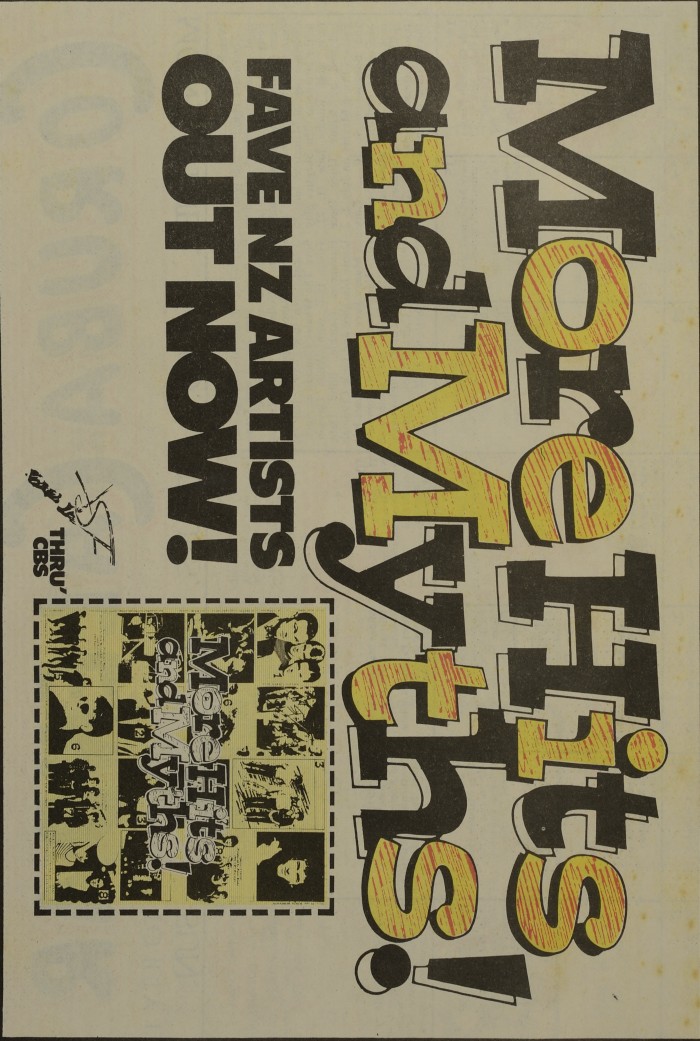 More Hits
and Myths!
FAVE NZ ARTISTS
OUT NOW!
THRU'
CBS
More Hits
and Myths!